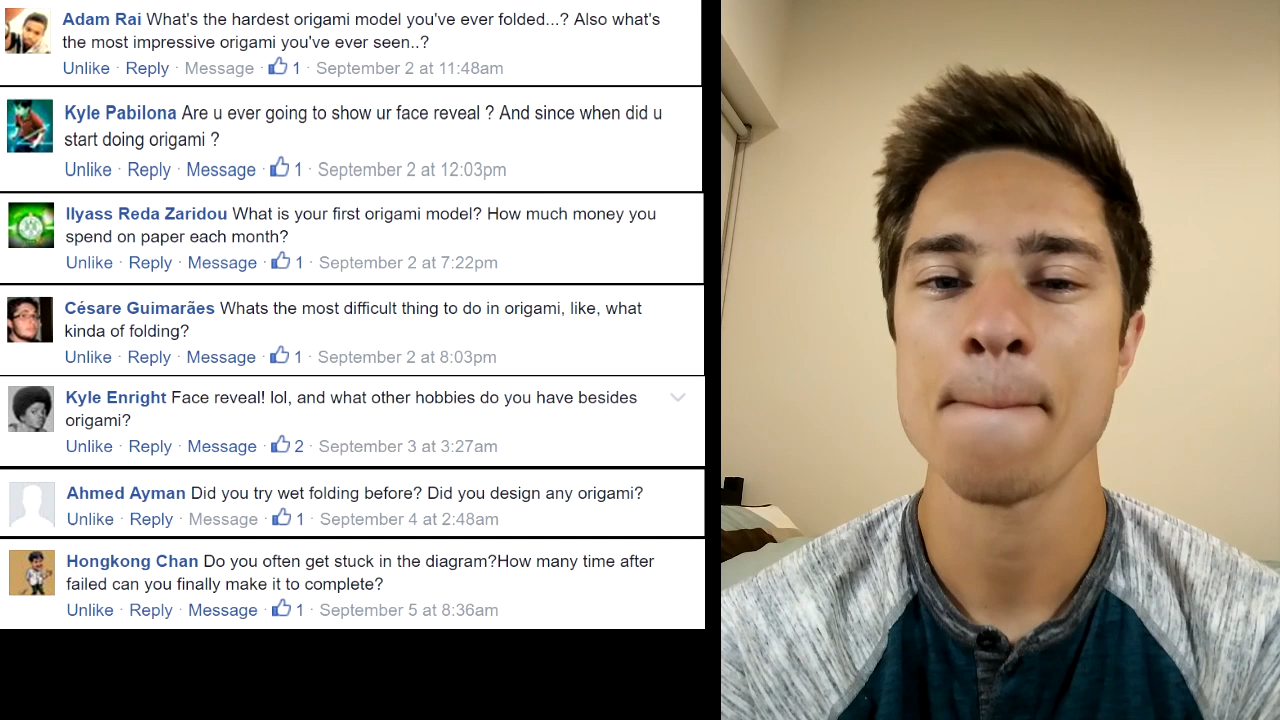 Adam Rai What's the hardest origami model you've ever folded...? Also what's
the most impressive origami you've ever seen..?
Unlike · Reply · Message · 1 · September 2 at 11:48am
Kyle Pabilona Are u ever going to show ur face reveal ? And since when did u
start doing origami ?
Unlike · Reply · Message · 1 · September 2 at 12:03pm
Ilyass Reda Zaridou What is your first origami model? How much money you
spend on paper each month?
Unlike · Reply · Message · 1 · September 2 at 7:22pm
Césare Guimarães Whats the most difficult thing to do in origami, like, what
kinda of folding?
Unlike · Reply · Message · 1 · September 2 at 8:03pm
Kyle Enright Face reveal! lol, and what other hobbies do you have besides
origami?
Unlike · Reply · Message · 2 · September 3 at 3:27am
Ahmed Ayman Did you try wet folding before? Did you design any origami?
Unlike · Reply · Message · 1 · September 4 at 2:48am
Hongkong Chan Do you often get stuck in the diagram?How many time after
failed can you finally make it to complete?
Unlike · Reply · Message · 1 · September 5 at 8:36am